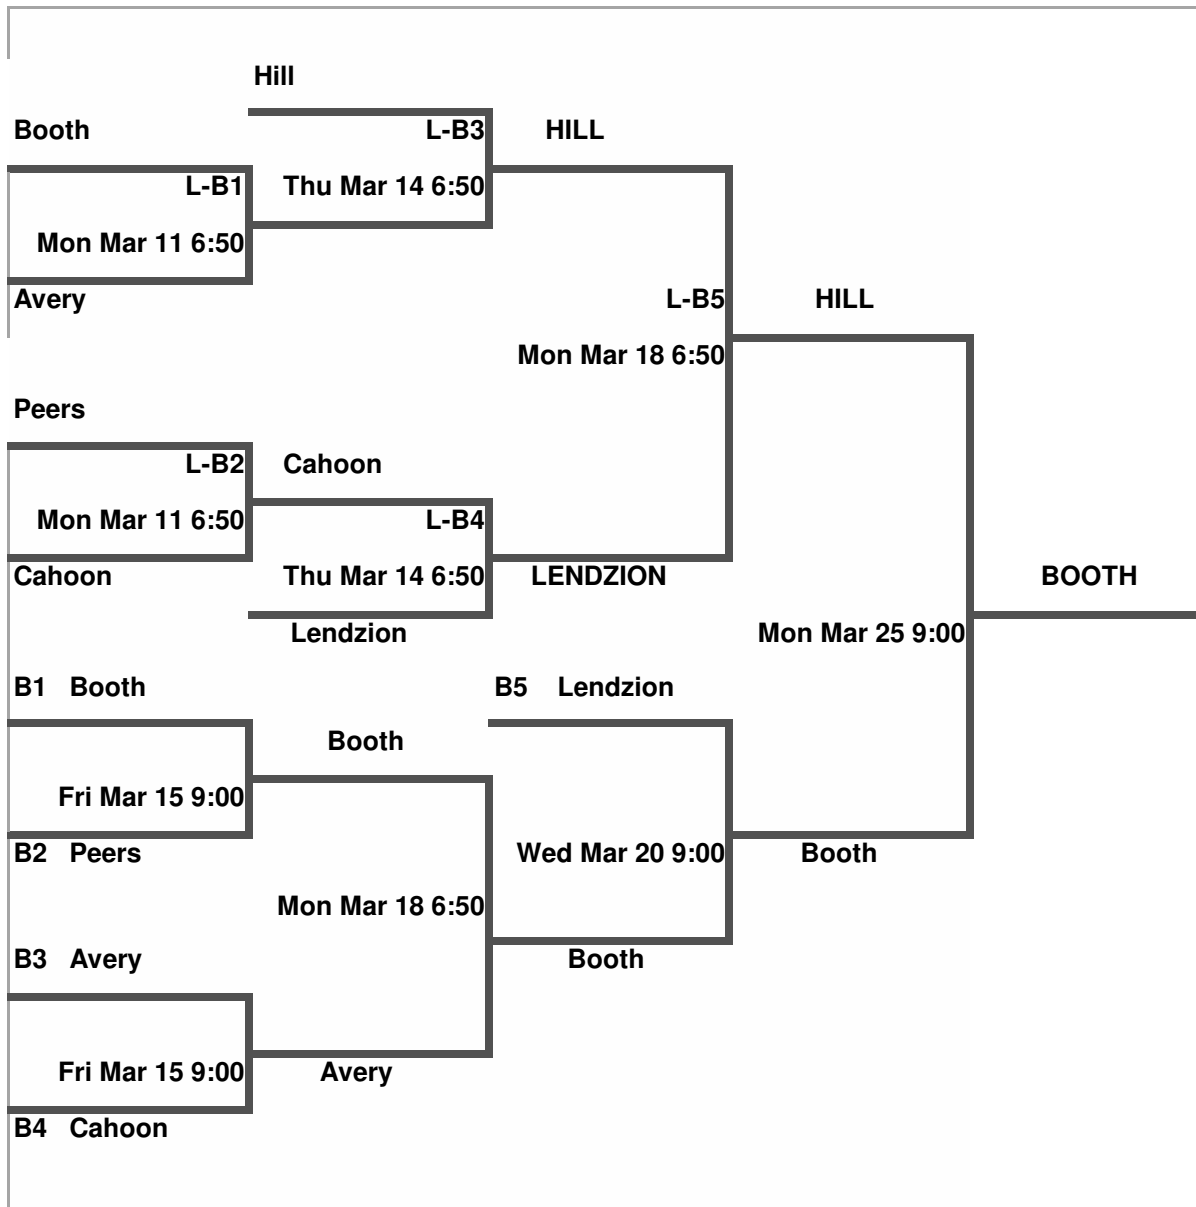 Hill
Booth
L-B3
HILL
L-B1
Thu Mar 14 6:50
Mon Mar 11 6:50
Avery
L-B5
HILL
Mon Mar 18 6:50
Peers
L-B2
Cahoon
Mon Mar 11 6:50
L-B4
Cahoon
Thu Mar 14 6:50
LENDZION
BOOTH
Lendzion
Mon Mar 25 9:00
B1 Booth
B5 Lendzion
Booth
Fri Mar 15 9:00
B2 Peers
Wed Mar 20 9:00
Booth
Mon Mar 18 6:50
B3 Avery
Booth
Fri Mar 15 9:00
Avery
B4 Cahoon